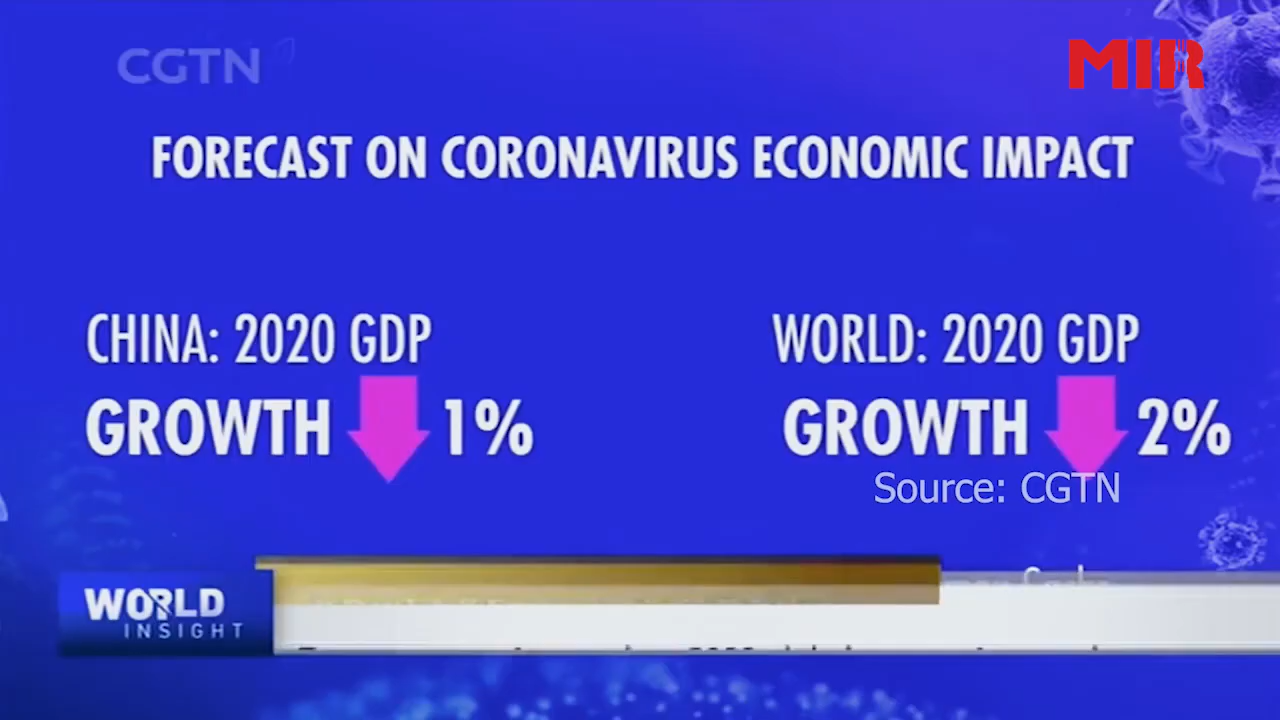 CGTN
MIR
FORECAST ON CORONAVIRUS ECONOMIC IMPACT
CHINA: 2020 GDP
GROWTH 1%
WORLD: 2020 GDP
GROWTH 2%
Source: CGTN
WORLD
INSIGHT